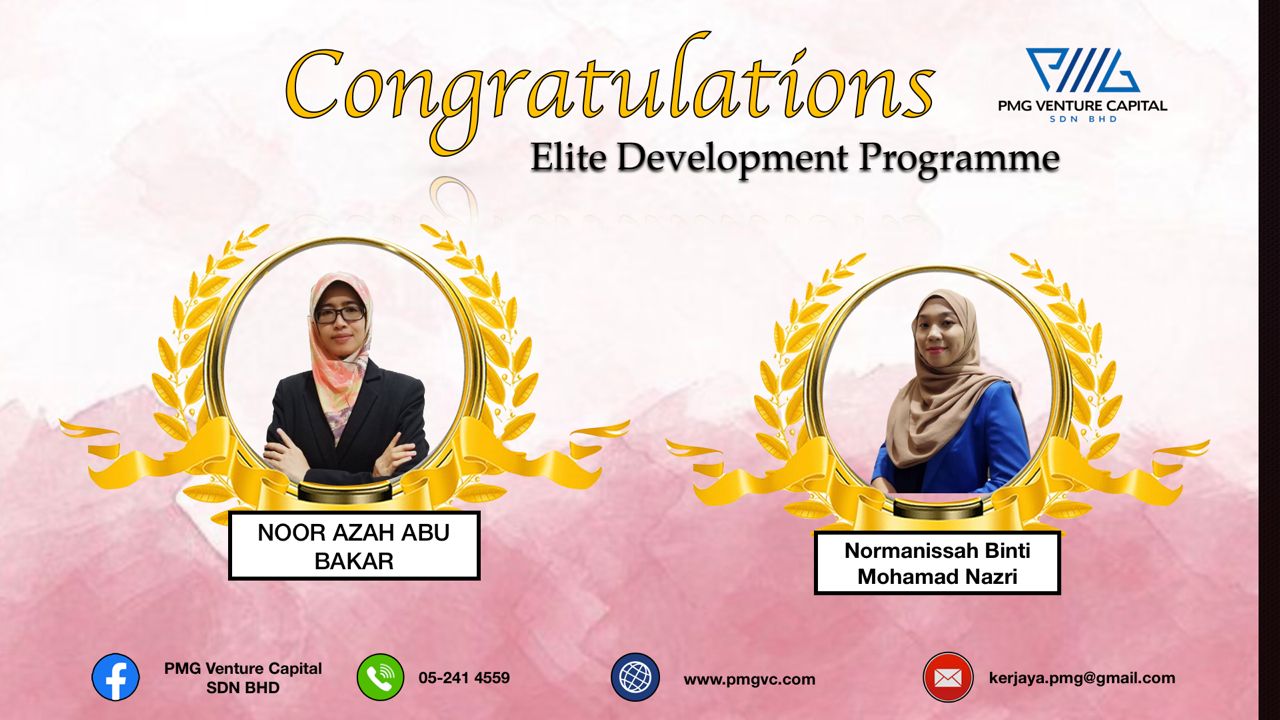 Congratulations
PMG VENTURE CAPITAL
SDN BHD
Elite Development Programme
NOOR AZAH ABU
BAKAR
Normanissah Binti
Mohamad Nazri
PMG Venture Capital
SDN BHD
05-241 4559
www.pmgvc.com
kerjaya.pmg@gmail.com